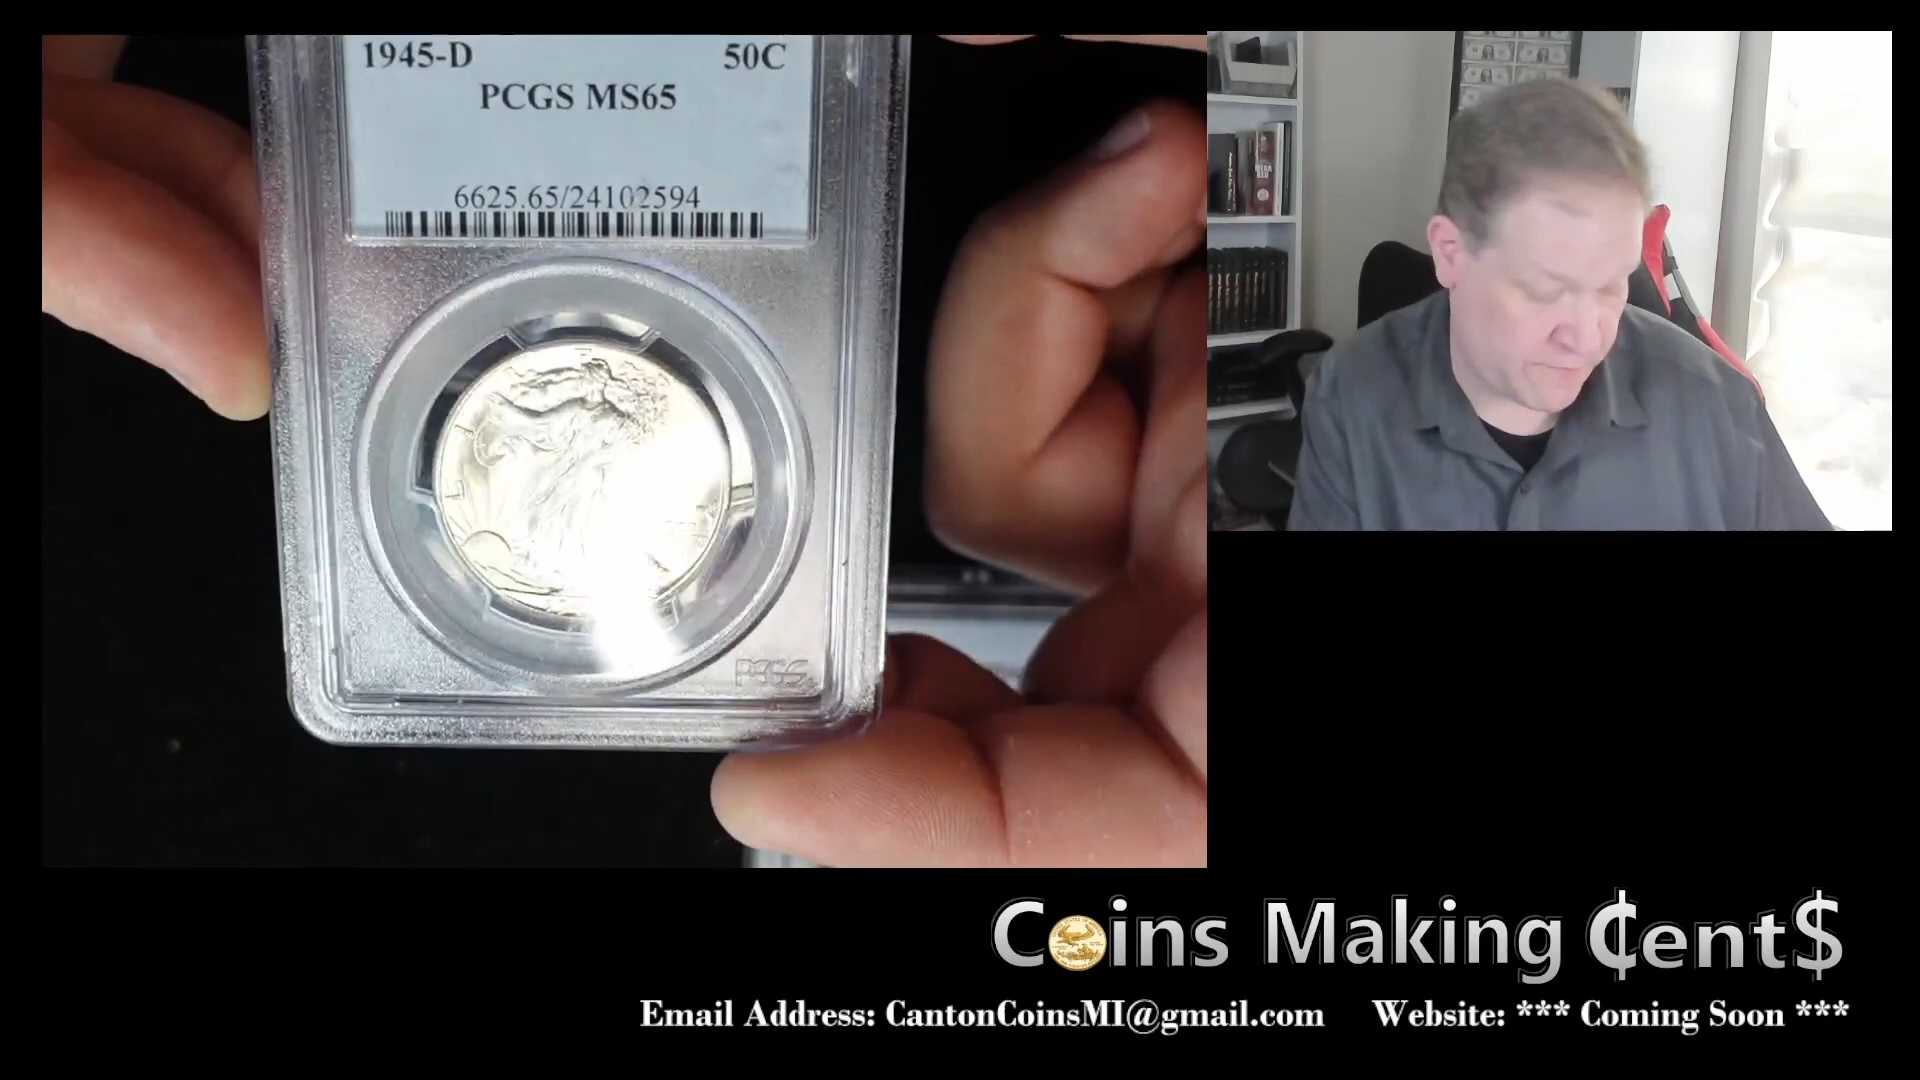 1945-D 50C
PCGS MS65
6625.65/24102594
PCGS
Coins Making ¢ent$
Email Address: CantonCoinsMI@gmail.com Website: *** Coming Soon ***